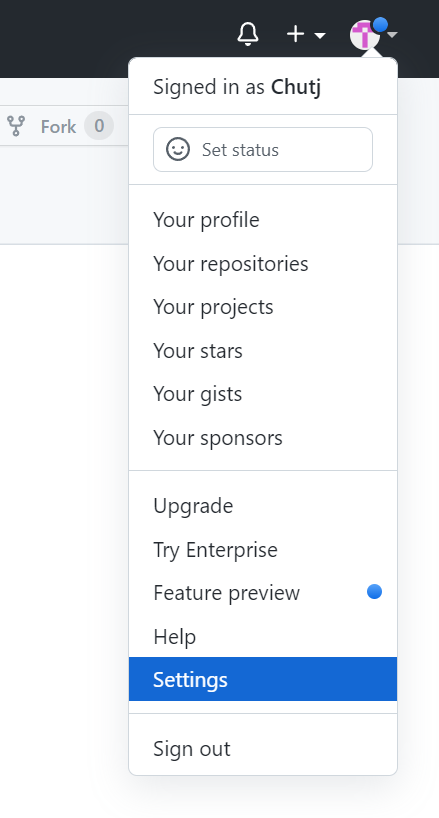 Signed in as Chutj
Fork 0
Set status
Your profile
Your repositories
Your projects
Your stars
Your gists
Your sponsors
Upgrade
Try Enterprise
Feature preview
Help
Settings
Sign out